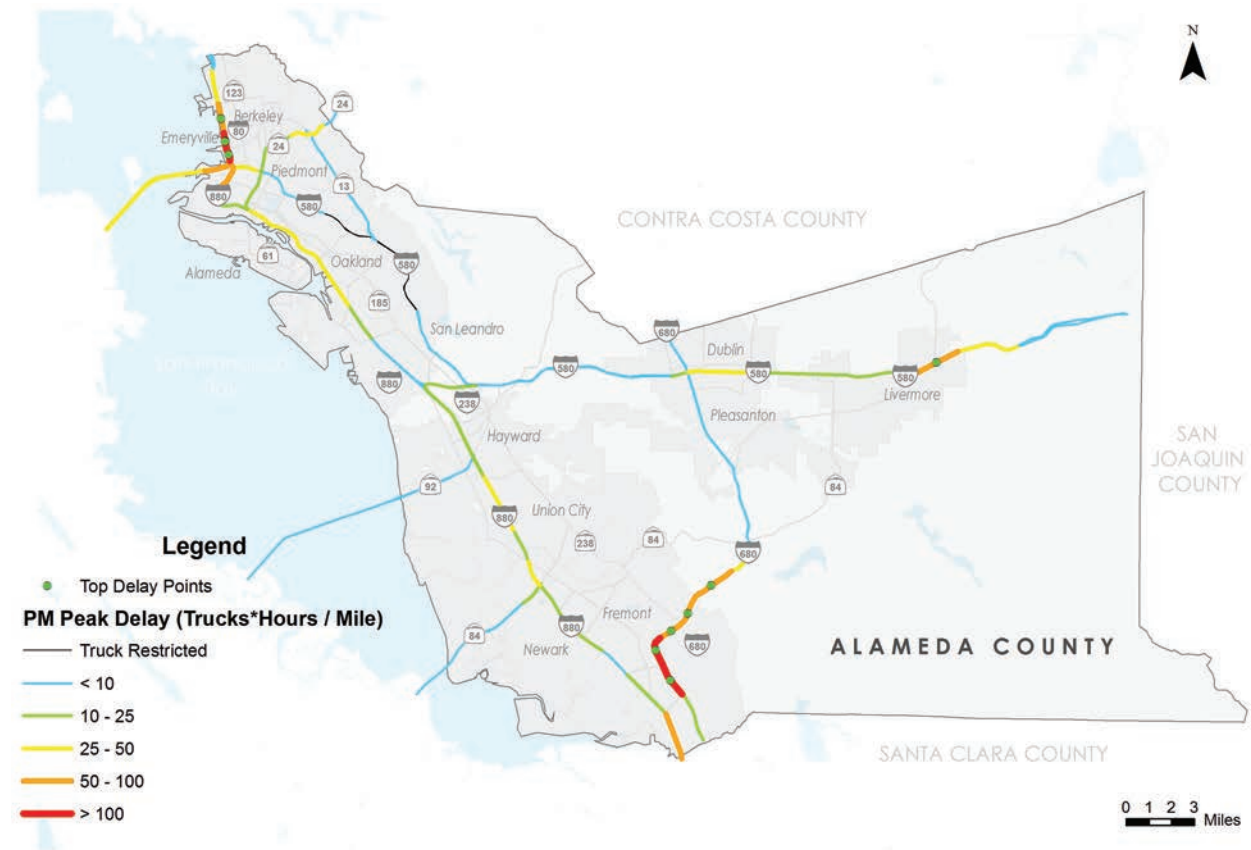 N
123
24
Berkeley
80
Emeryville
24
Piedmont
13
880
580
CONTRA COSTA COUNTY
61
Oakland
580
Alameda
185
San Leandro
680
Dublin
580
580
580
880
238
Livermore
Pleasanton
Hayward
SAN
JOAQUIN
COUNTY
92
84
880
Union City
238
84
680
Legend
Top Delay Points
PM Peak Delay (Trucks*Hours / Mile)
Truck Restricted
< 10
10 - 25
25 - 50
50 - 100
> 100
Fremont
880
84
680
Newark
ALAMEDA COUNTY
SANTA CLARA COUNTY
0 1 2 3
Miles